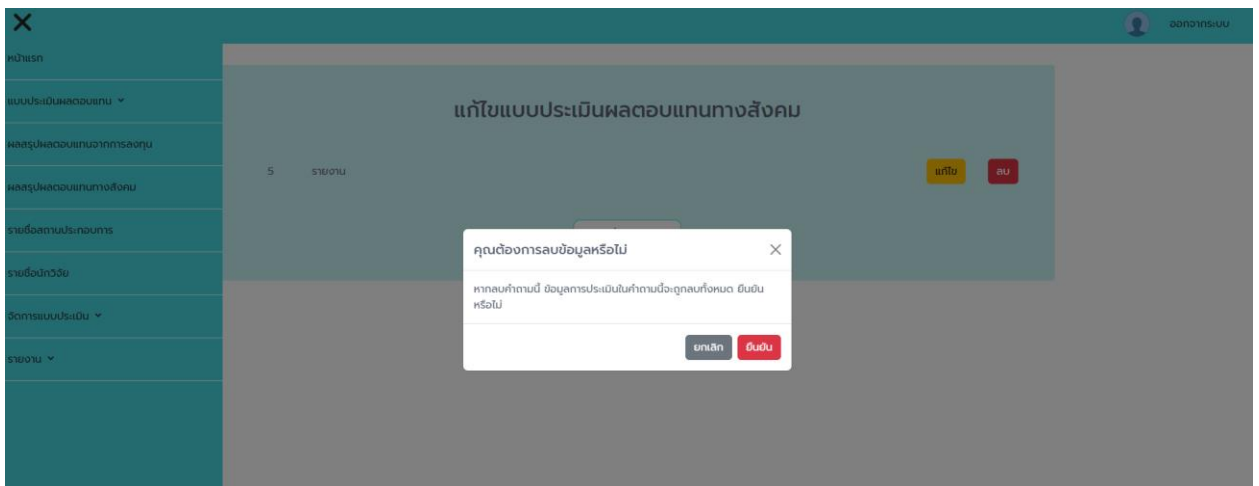 ออกจากระบบ
หน้าแรก
แบบประเมินผลตอบแทน
ผลสรุปผลตอบแทนจากการลงทุน
ผลสรุปผลตอบแทนทางสังคม
รายชื่อสถานประกอบการ
รายชื่อนักวิจัย
จัดการแบบประเมิน
รายงาน
แก้ไขแบบประเมินผลตอบแทนทางสังคม
5 รายงาน แก้ไข ลบ
คุณต้องการลบข้อมูลหรือไม่
หากลบคำถามนี้ ข้อมูลการประเมินในคำถามนี้จะถูกลบทั้งหมด ยืนยัน
หรือไม่
ยกเลิก ยืนยัน